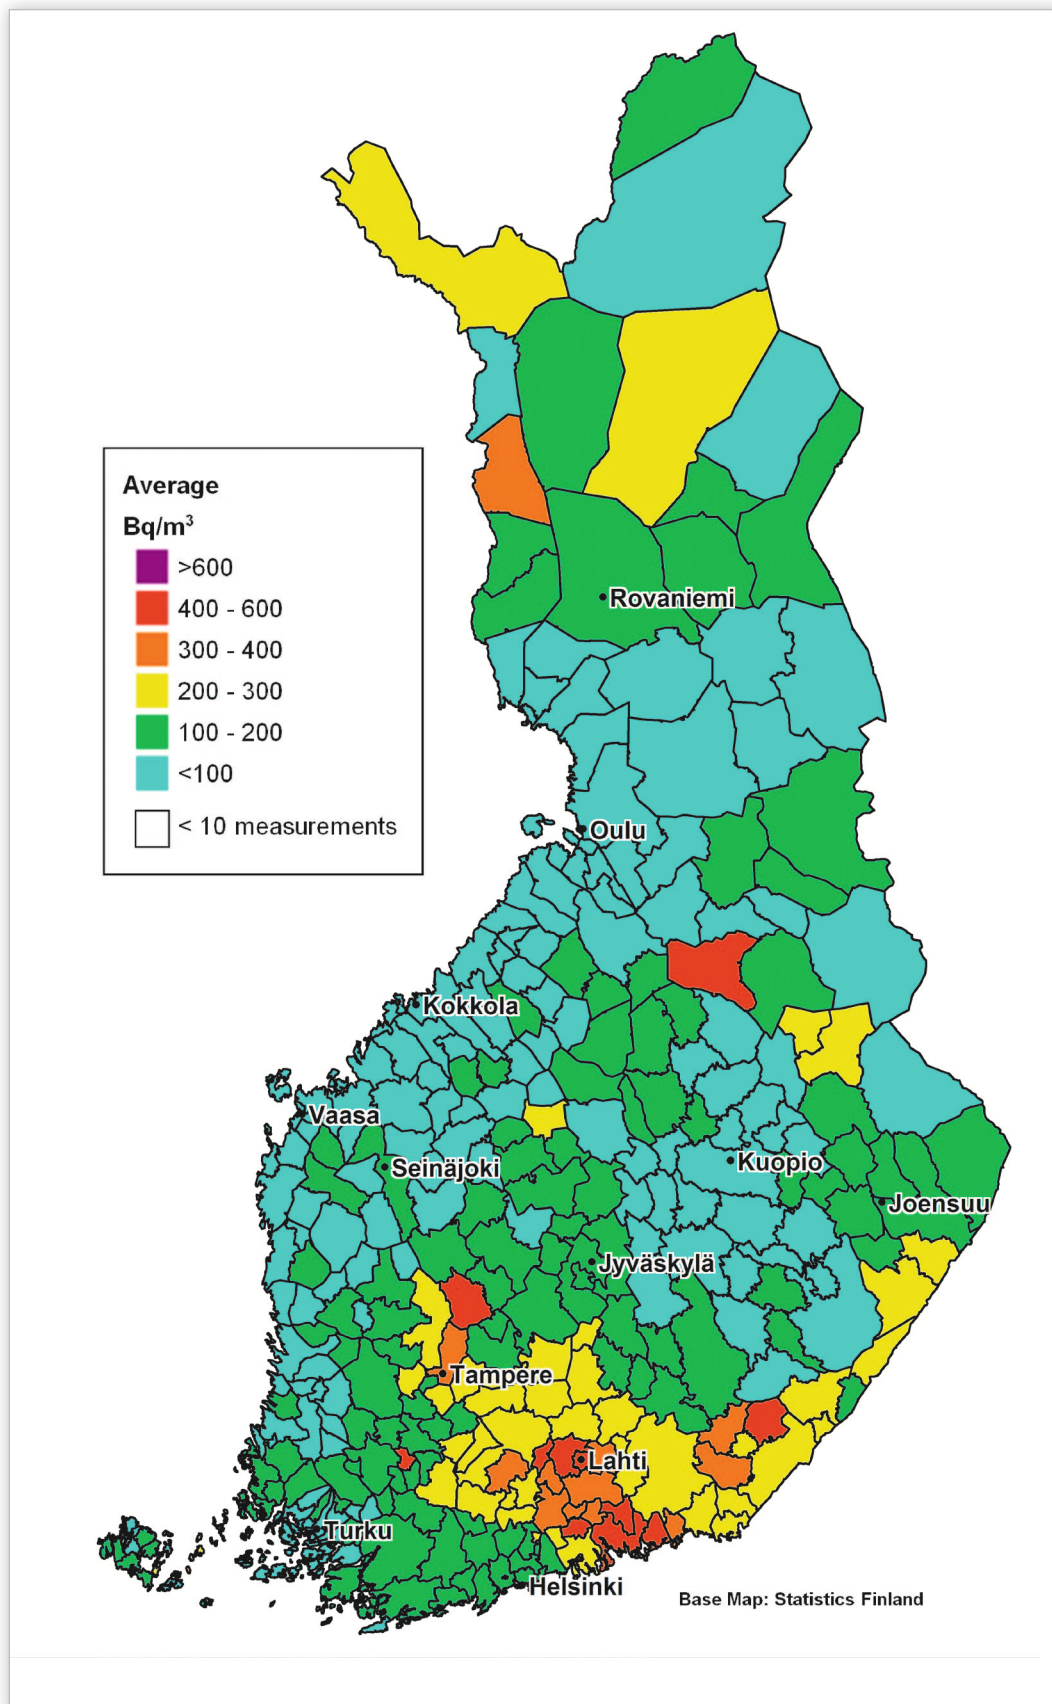 Average
Bq/m³
>600
400 - 600
300 - 400
200 - 300
100 - 200
<100
< 10 measurements
Rovaniemi
Oulu
Kokkola
Vaasa
Seinäjoki
Kuopio
Joensuu
Jyväskylä
Tampere
Lahti
Turku
Helsinki
Base Map: Statistics Finland